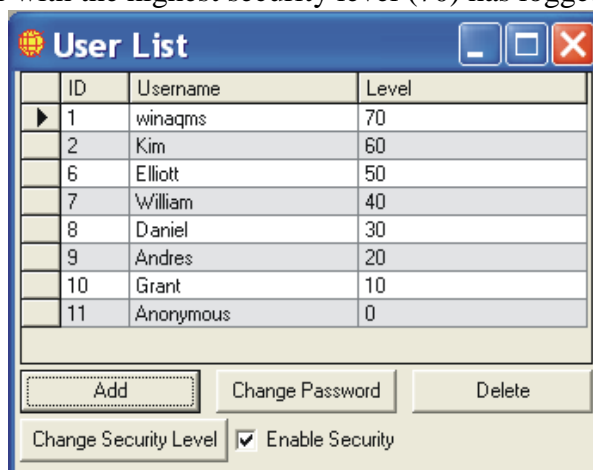 with the highest security level (70) has logge
User List
ID Username Level
1 winaqms 70
2 Kim 60
6 Elliott 50
7 William 40
8 Daniel 30
9 Andres 20
10 Grant 10
11 Anonymous 0
Add Change Password Delete
Change Security Level Enable Security